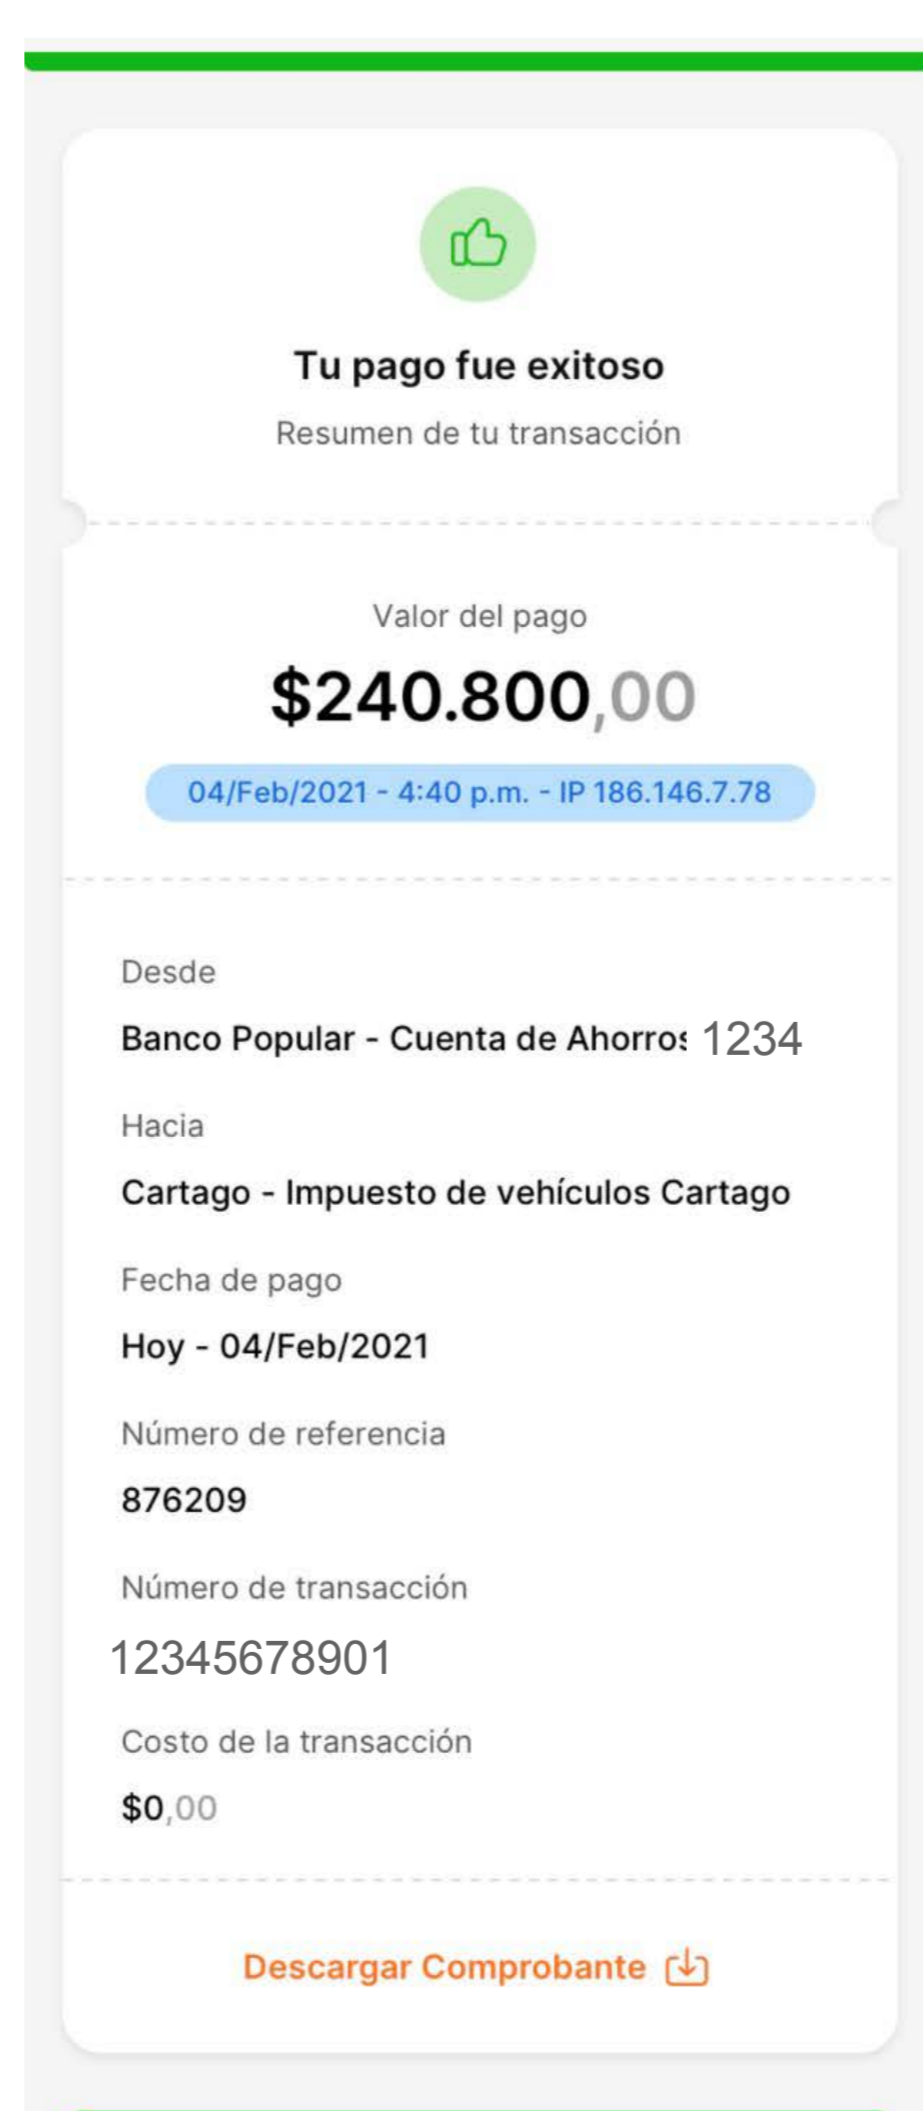 Tu pago fue exitoso
Resumen de tu transacción
Valor del pago
$240.800,00
04/Feb/2021 - 4:40 p.m. - IP 186.146.7.78
Desde
Banco Popular - Cuenta de Ahorros 1234
Hacia
Cartago - Impuesto de vehículos Cartago
Fecha de pago
Hoy - 04/Feb/2021
Número de referencia
876209
Número de transacción
12345678901
Costo de la transacción
$0,00
Descargar Comprobante